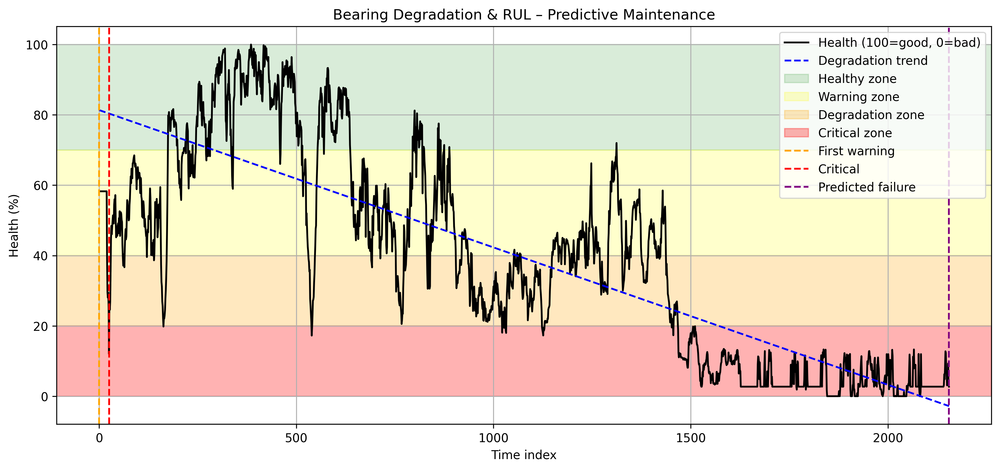 Bearing Degradation & RUL – Predictive Maintenance
Health (%)
100
80
60
40
20
0
Health (100=good, 0=bad)
Degradation trend
Healthy zone
Warning zone
Degradation zone
Critical zone
First warning
Critical
Predicted failure
0
500
1000
1500
2000
Time index